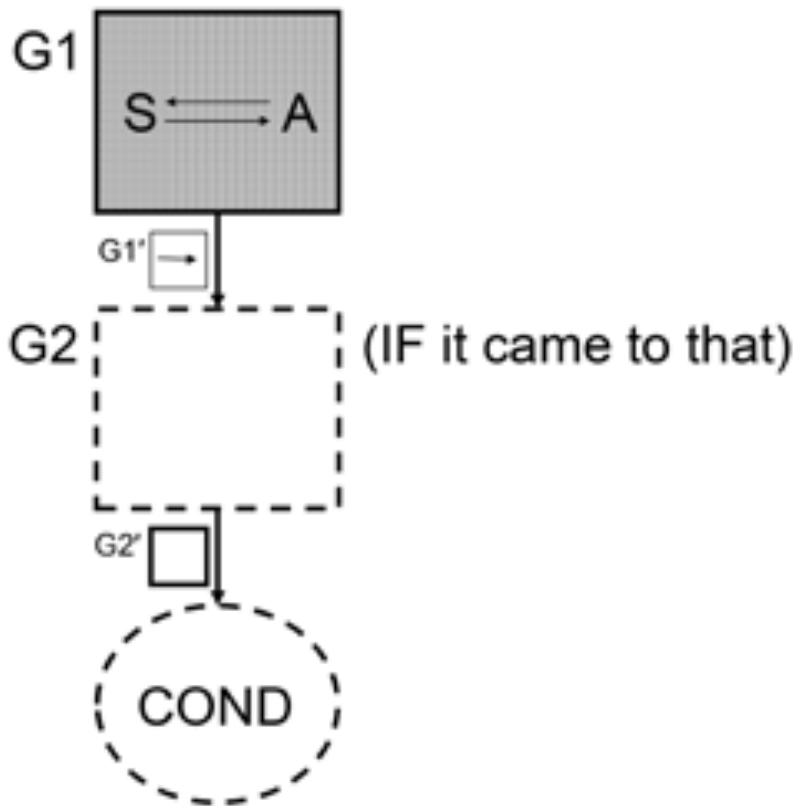 G1
S A
G1′
G2 (IF it came to that)
G2′
COND